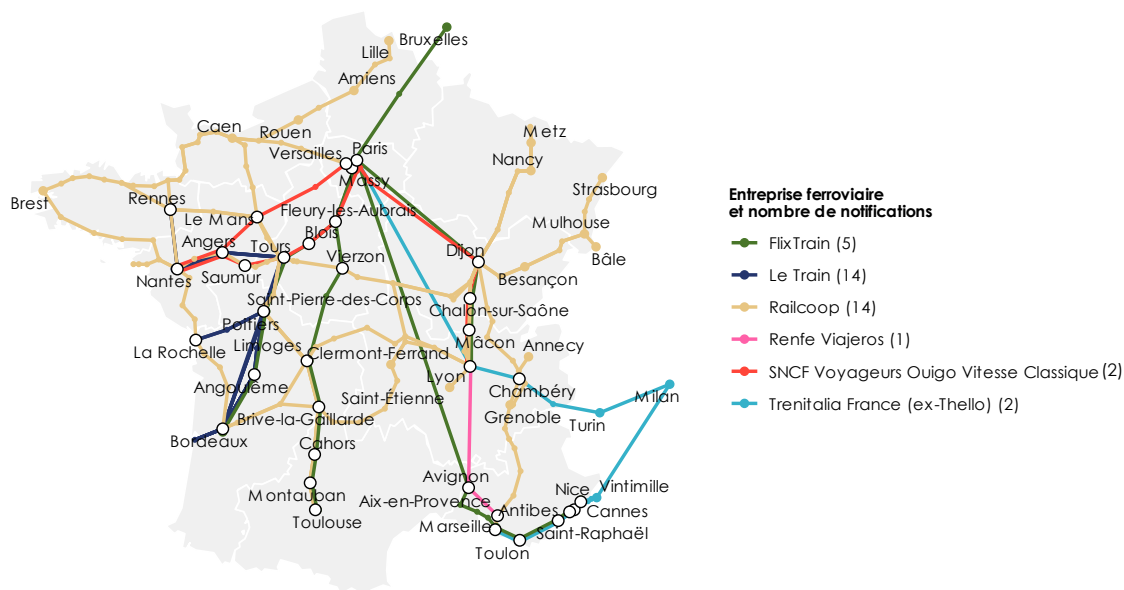 Bruxelles
Lille
Amiens
Caen
Rouen
Metz
Versailles
Paris
Nancy
Massy
Strasbourg
Brest
Rennes
Le Mans
Fleury-les-Aubrais
Mulhouse
Blois
Angers
Tours
Dijon
Vierzon
Bâle
Nantes
Saumur
Besançon
Saint-Pierre-des-Corps
Chalon-sur-Saône
Poitiers
Limoges
Mâcon
Annecy
La Rochelle
Clermont-Ferrand
Lyon
Angoulême
Chambéry
Milan
Saint-Étienne
Grenoble
Brive-la-Gaillarde
Turin
Bordeaux
Cahors
Avignon
Nice
Vintimille
Montauban
Aix-en-Provence
Antibes
Cannes
Toulouse
Marseille
Saint-Raphaël
Toulon
Entreprise ferroviaire
et nombre de notifications
FlixTrain (5)
Le Train (14)
Railcoop (14)
Renfe Viajeros (1)
SNCF Voyageurs Ouigo Vitesse Classique (2)
Trenitalia France (ex-Thello) (2)